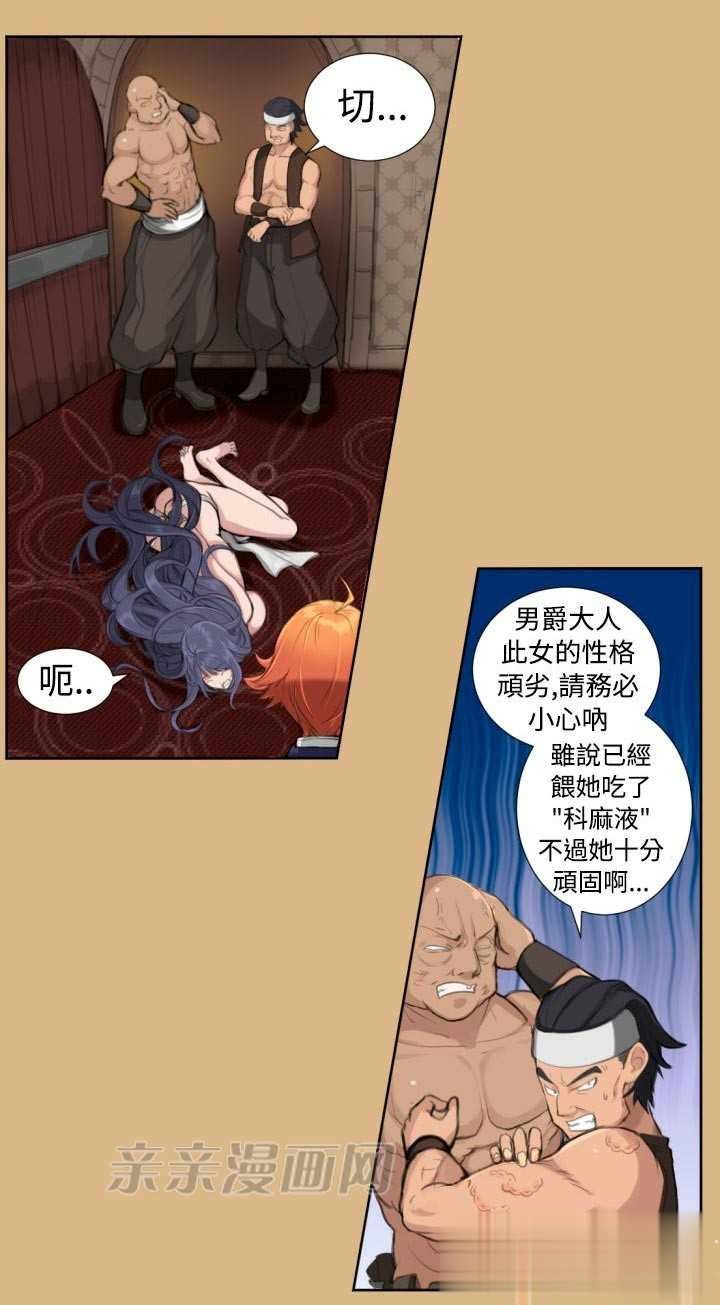 切...
呃..
男爵大人
此女的性格
頑劣,請務必
小心吶
雖說已經
餵她吃了
"科麻液"
不過她十分
頑固啊...
亲亲漫画网